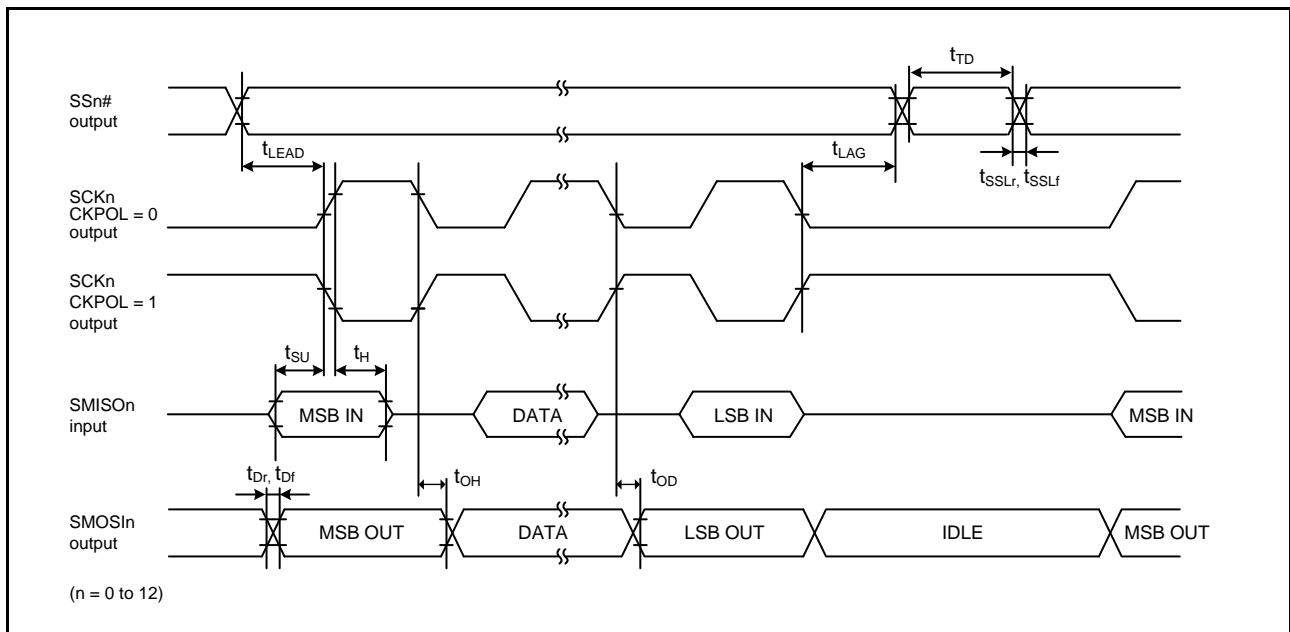 tTD
SSn#
output
tLEAD
tLAG
tSSLr, tSSLf
SCKn
CKPOL = 0
output
SCKn
CKPOL = 1
output
tSU
tH
SMISOn
input
MSB IN
DATA
LSB IN
MSB IN
tDr, tDf
tOH
tOD
SMOSIn
output
MSB OUT
DATA
LSB OUT
IDLE
MSB OUT
(n = 0 to 12)